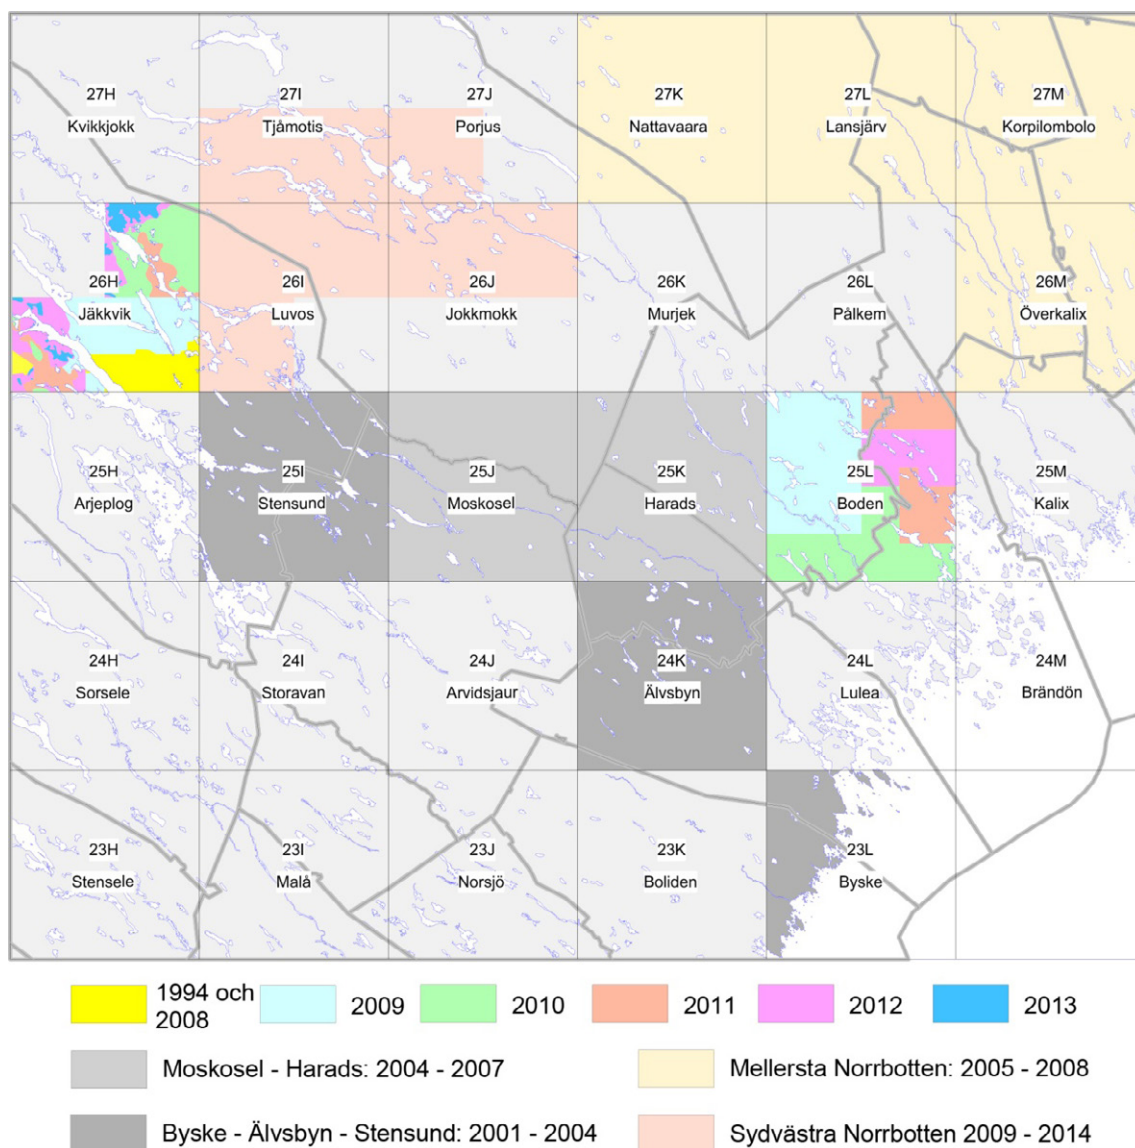 27H
Kvikkjokk
27I
Tjåmotis
27J
Porjus
27K
Nattavaara
27L
Lansjärv
27M
Korpilombolo
26H
Jäkkvik
26I
Luvos
26J
Jokkmokk
26K
Murjek
26L
Pålkem
26M
Överkalix
25H
Arjeplog
25I
Stensund
25J
Moskosel
25K
Harads
25L
Boden
25M
Kalix
24H
Sorsele
24I
Storavan
24J
Arvidsjaur
24K
Älvsbyn
24L
Lulea
24M
Brändön
23H
Stensele
23I
Malå
23J
Norsjö
23K
Boliden
23L
Byske
1994 och
2008
2009
2010
2011
2012
2013
Moskosel - Harads: 2004 - 2007
Mellersta Norrbotten: 2005 - 2008
Byske - Älvsbyn - Stensund: 2001 - 2004
Sydvästra Norrbotten 2009 - 2014